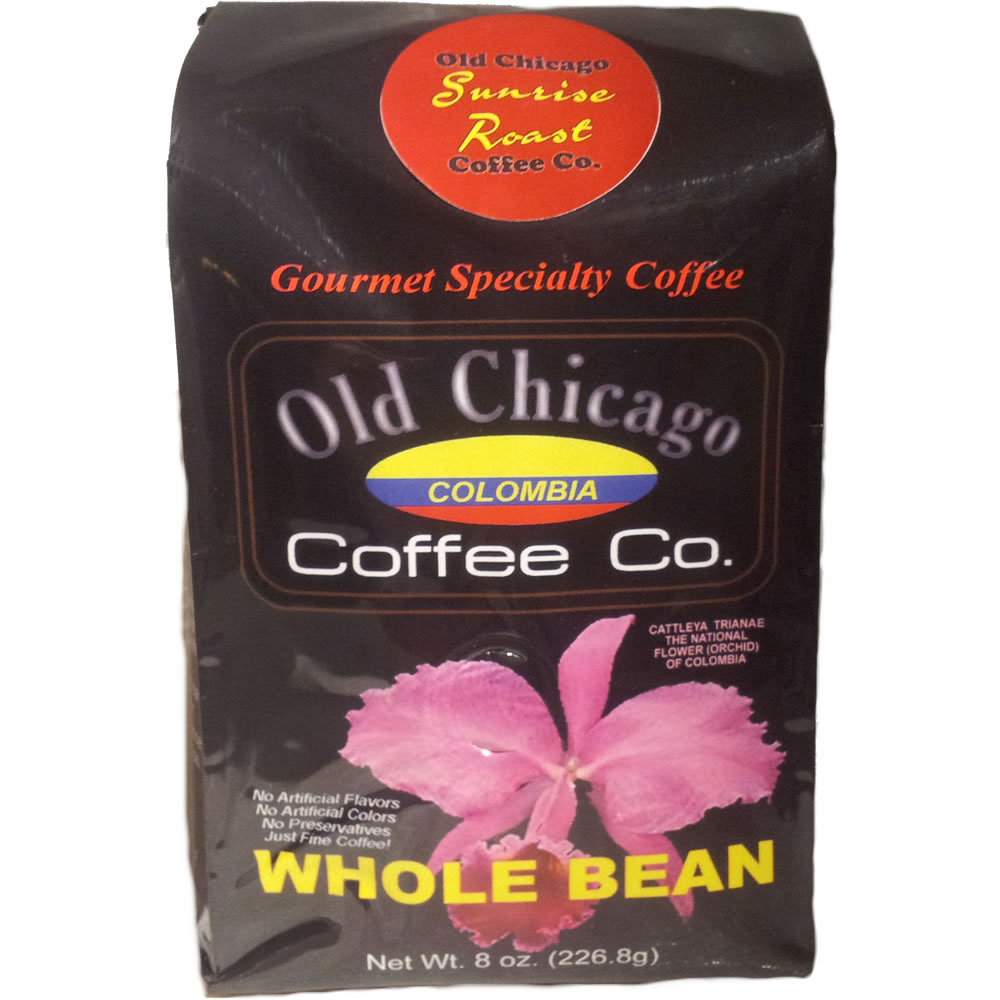 Old Chicago
Sunrise
Roast
Coffee Co.
Gourmet Specialty Coffee
Old Chicago
COLOMBIA
Coffee Co.
CATTLEYA TRIANAE
THE NATIONAL
FLOWER (ORCHID)
OF COLOMBIA
No Artificial Flavors
No Artificial Colors
No Preservatives
Just Fine Coffee!
WHOLE BEAN
Net Wt. 8 oz. (226.8g)